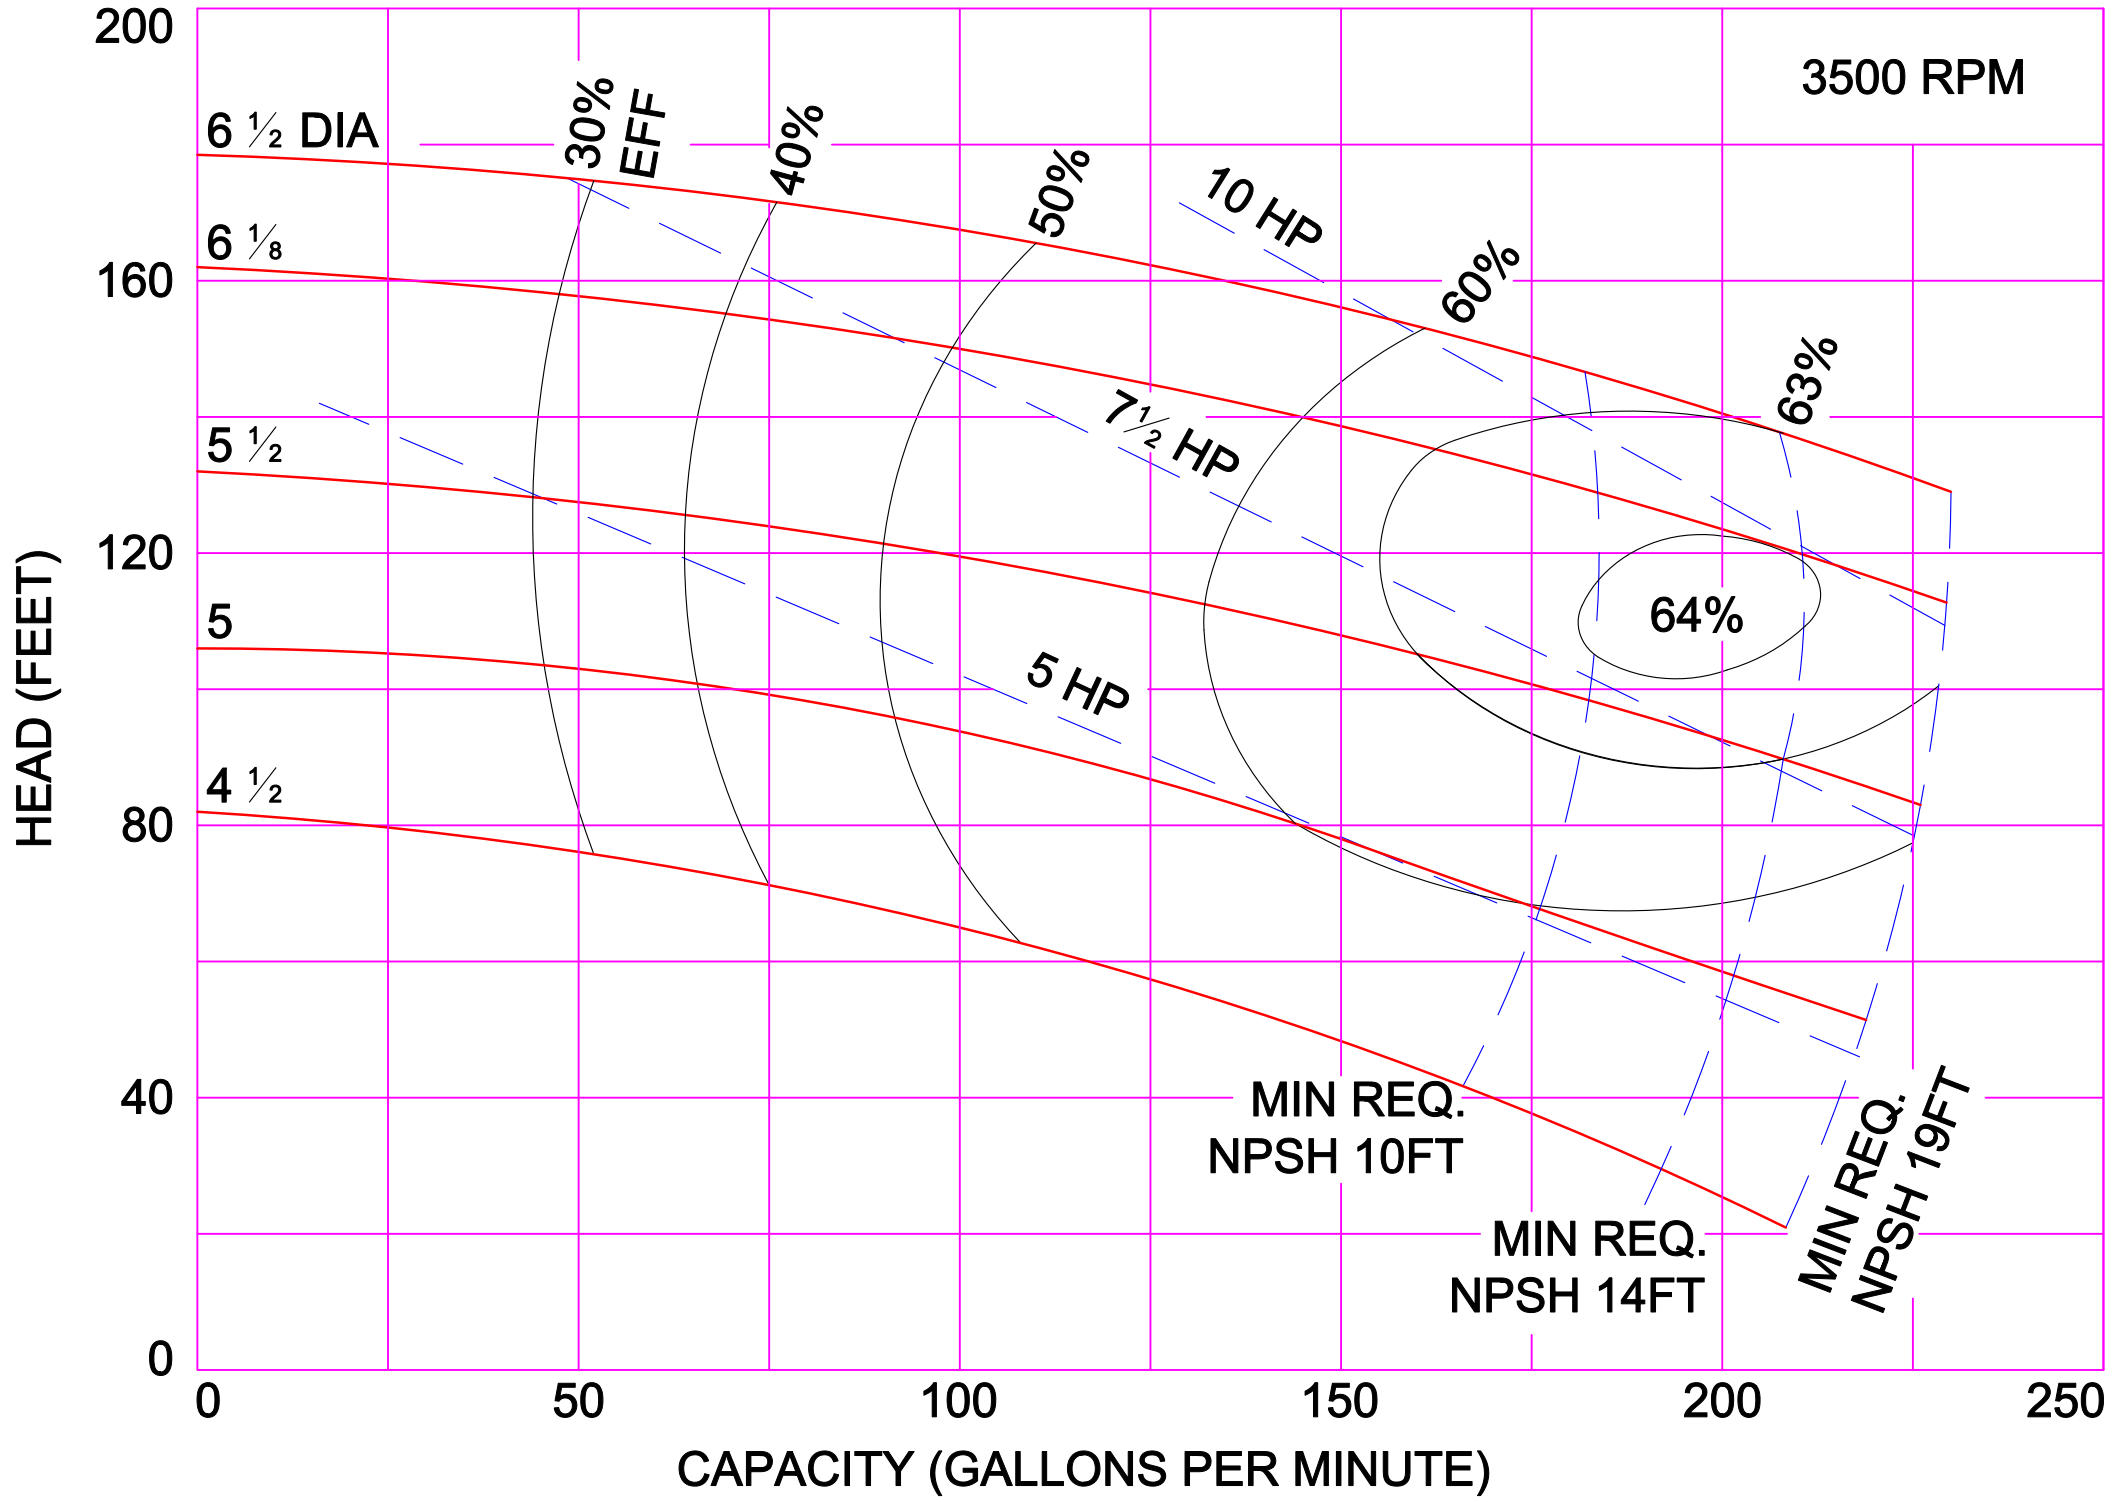 200
3500 RPM
30%
EFF
40%
6 ½ DIA
50%
10 HP
6 ⅛
60%
160
63%
7½ HP
5 ½
120
64%
5
5 HP
HEAD (FEET)
4 ½
80
40
MIN REQ.
NPSH 10FT
MIN REQ.
NPSH 19FT
MIN REQ.
NPSH 14FT
0
0
50
100
150
200
250
CAPACITY (GALLONS PER MINUTE)